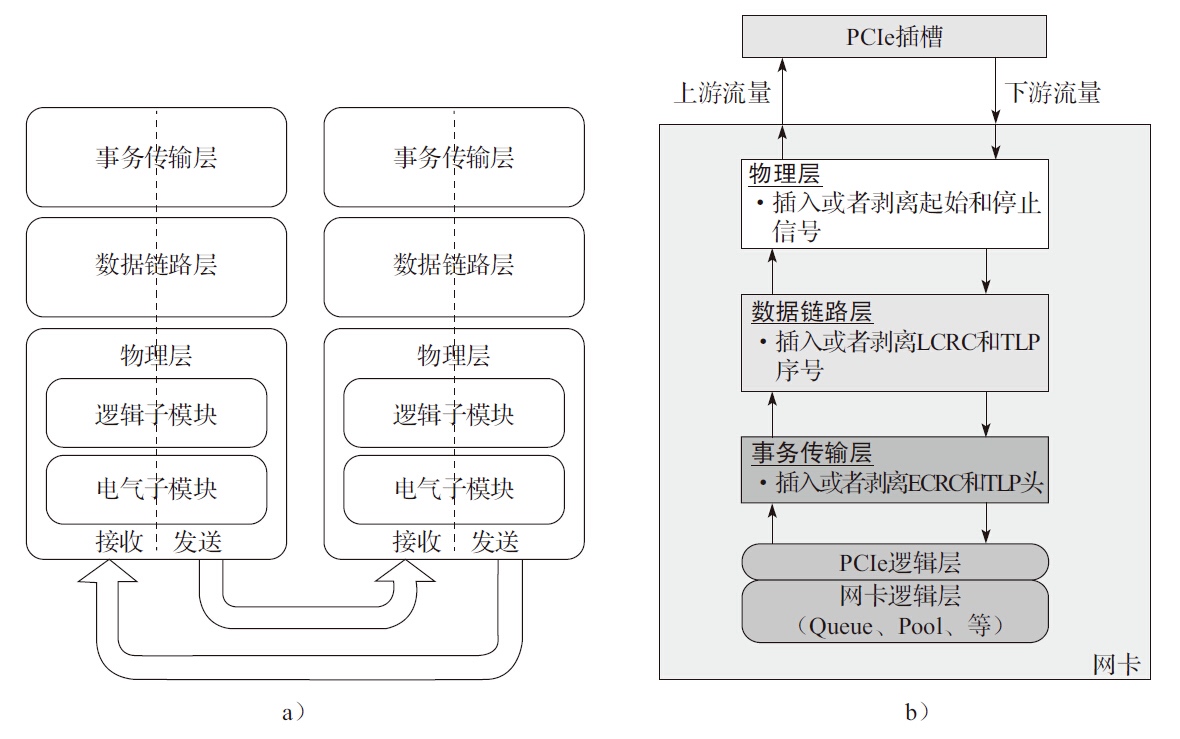 事务传输层
数据链路层
物理层
逻辑子模块
电气子模块
接收 发送
事务传输层
数据链路层
物理层
逻辑子模块
电气子模块
接收 发送
a）
PCIe插槽
上游流量
下游流量
物理层
·插入或者剥离起始和停止
信号
数据链路层
·插入或者剥离LCRC和TLP
序号
事务传输层
·插入或者剥离ECRC和TLP头
PCIe逻辑层
网卡逻辑层
（Queue、Pool、等）
网卡
b）